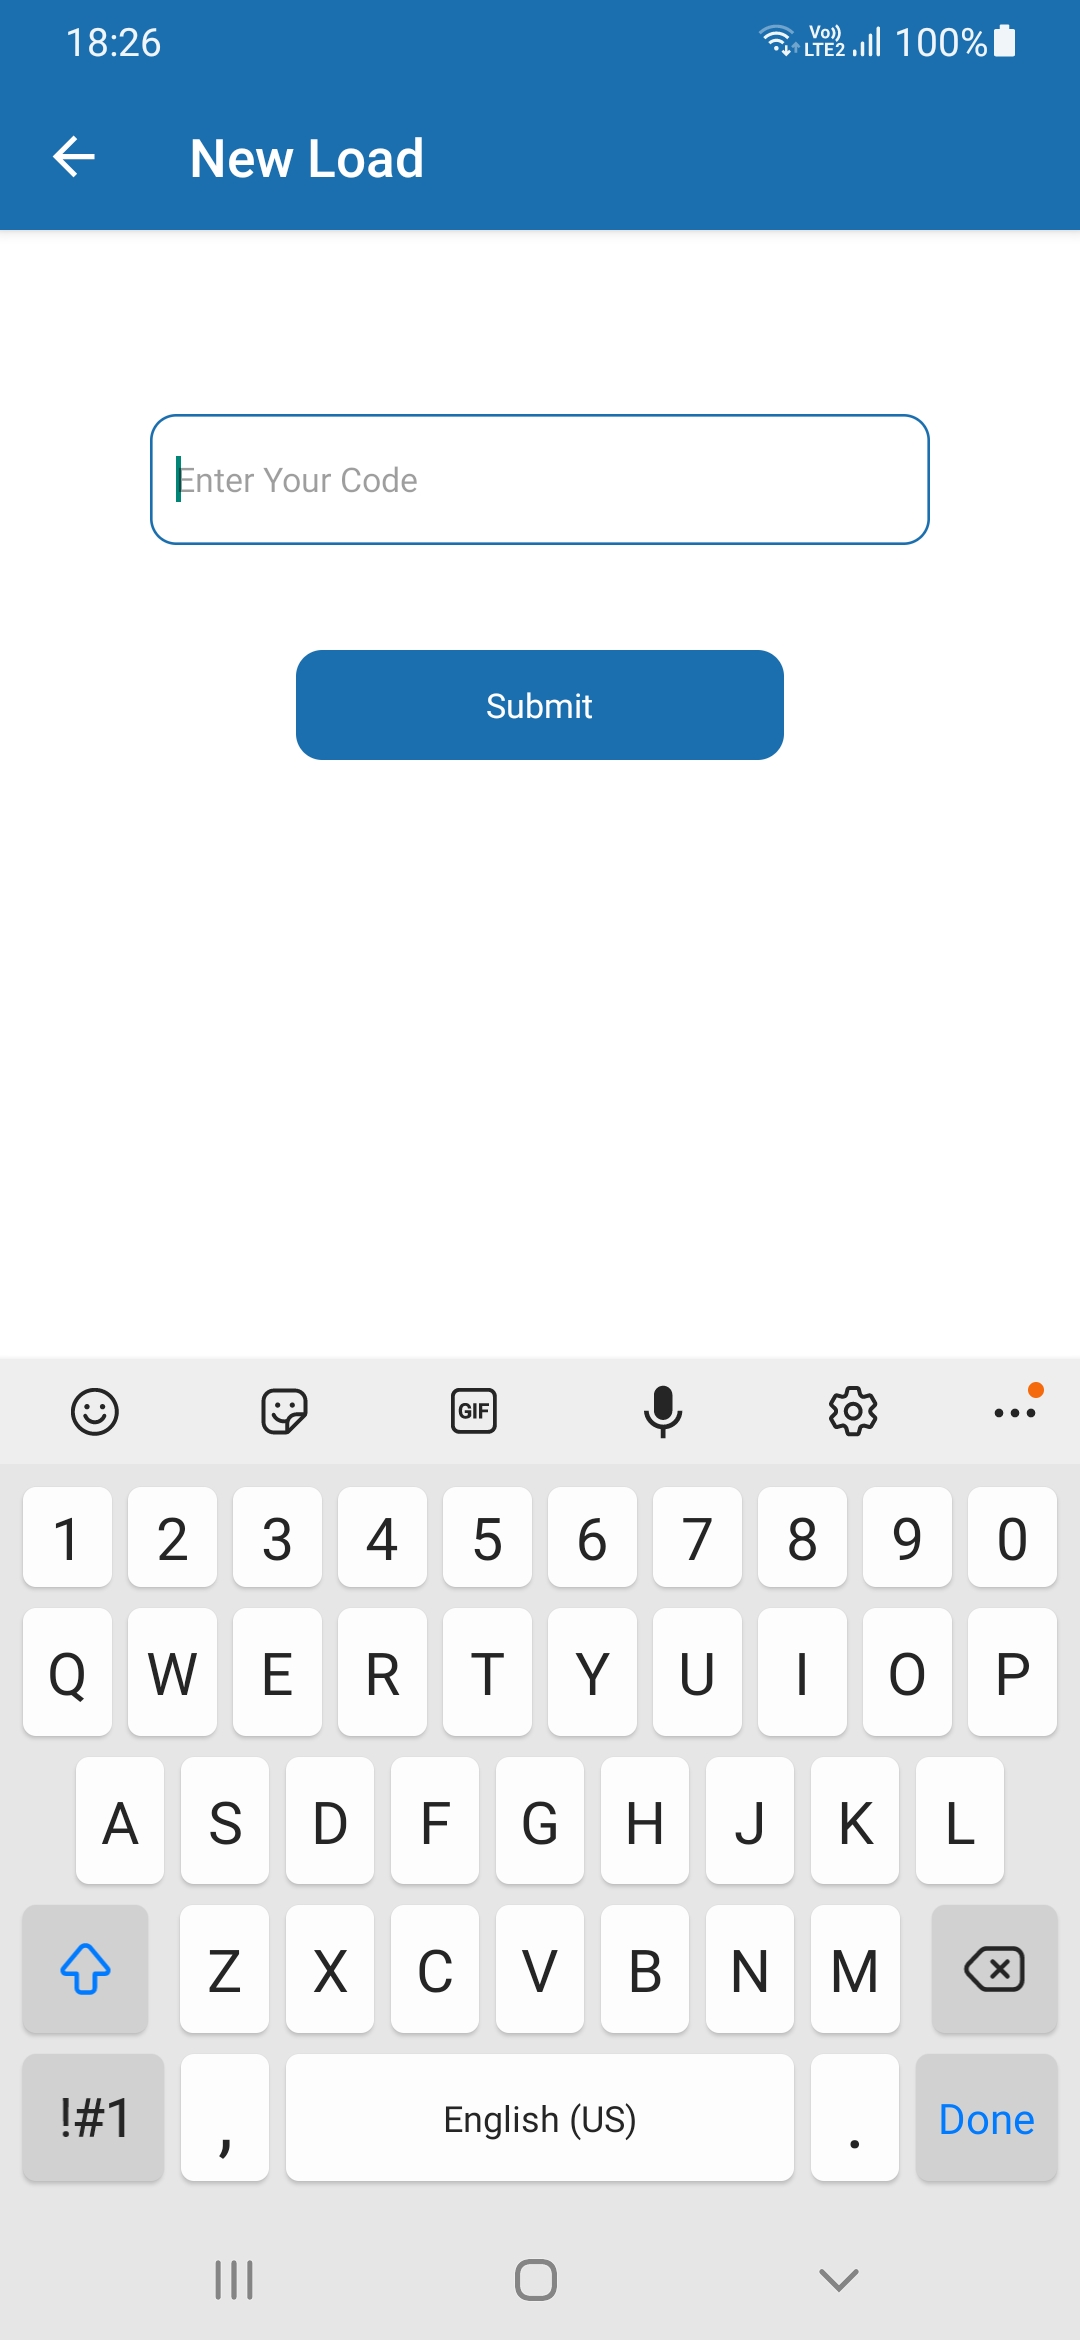 18:26 Vo)) LTE2 100%
New Load
Enter Your Code
Submit
GIF
1 2 3 4 5 6 7 8 9 0
Q W E R T Y U I O P
A S D F G H J K L
Z X C V B N M
!#1 , English (US) . Done